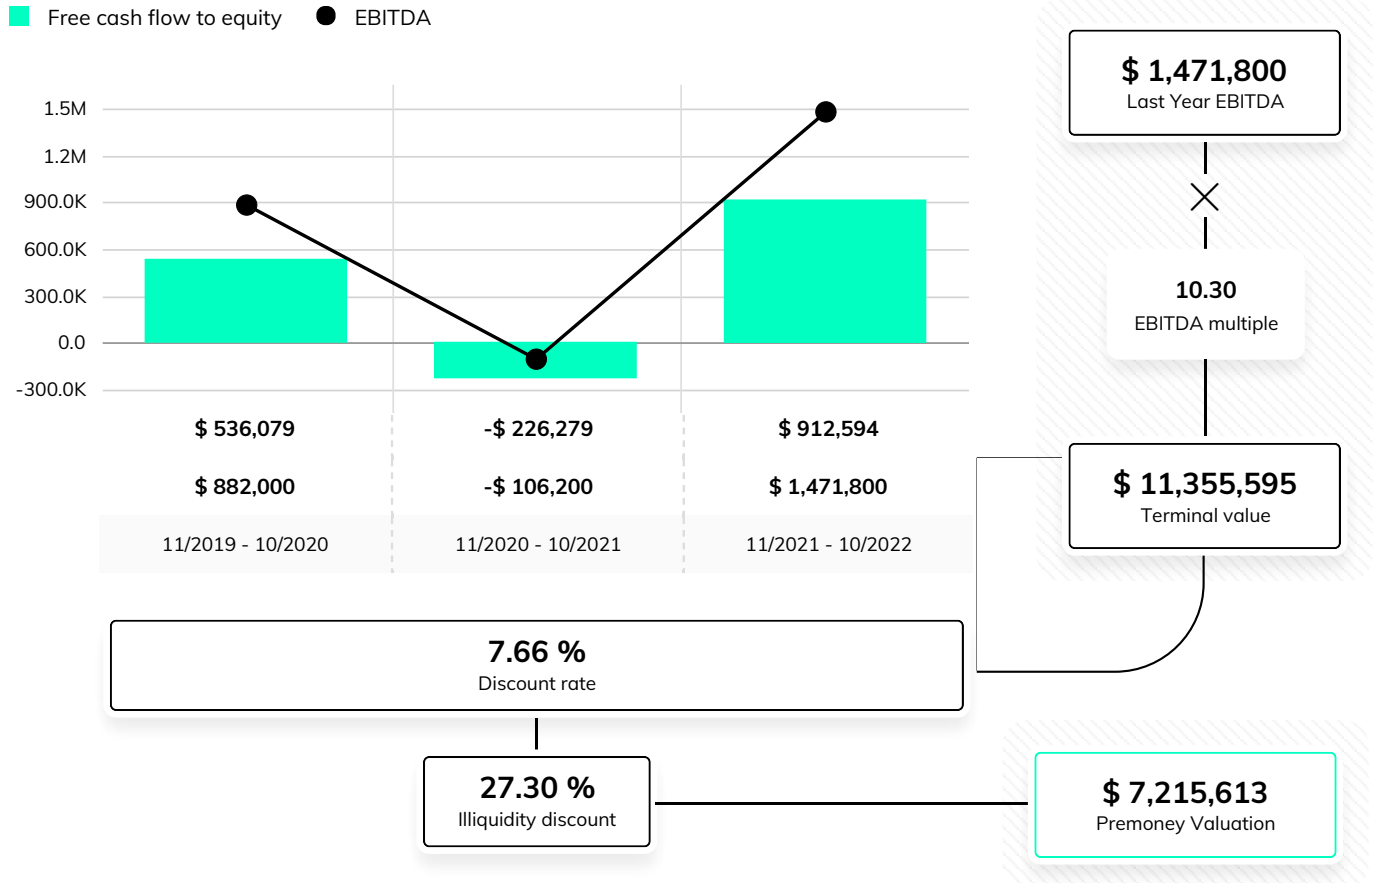 Free cash flow to equity EBITDA
1.5M
1.2M
900.0K
600.0K
300.0K
0.0
-300.0K
$ 536,079 -$ 226,279 $ 912,594
$ 882,000 -$ 106,200 $ 1,471,800
11/2019 - 10/2020 11/2020 - 10/2021 11/2021 - 10/2022
$ 1,471,800
Last Year EBITDA
10.30
EBITDA multiple
$ 11,355,595
Terminal value
7.66 %
Discount rate
27.30 %
Illiquidity discount
$ 7,215,613
Premoney Valuation